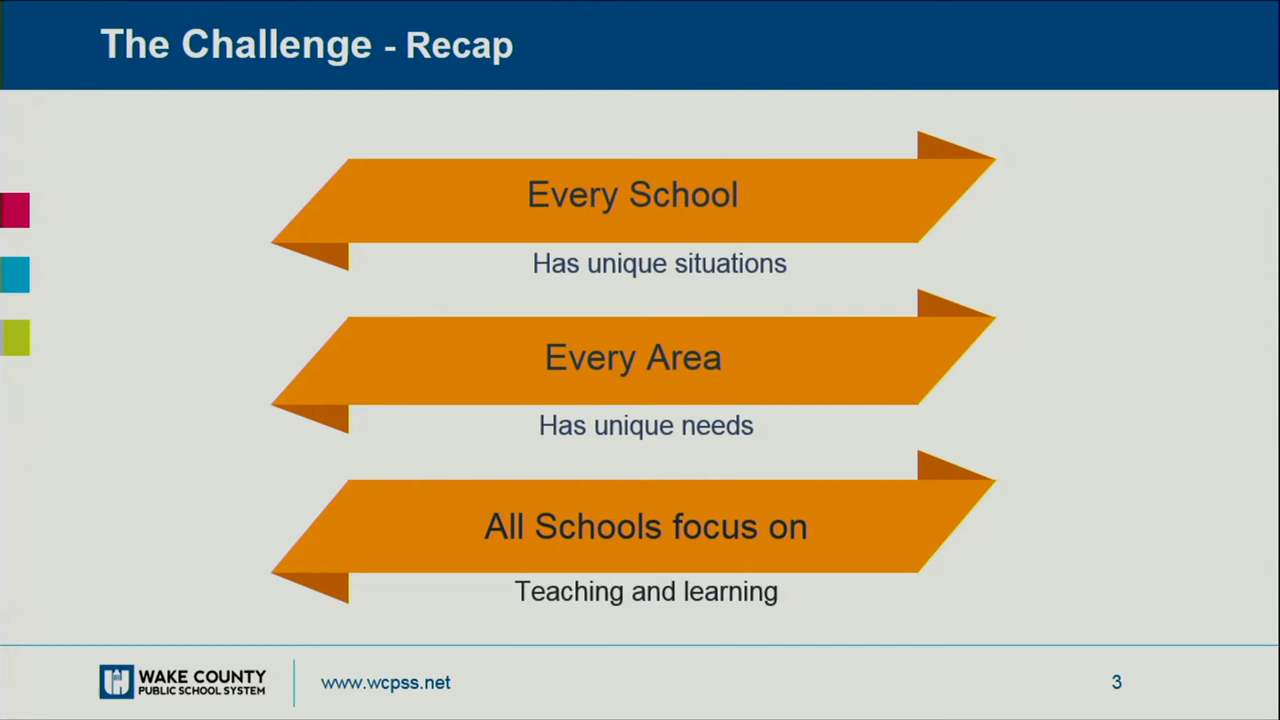 The Challenge - Recap
Every School
Has unique situations
Every Area
Has unique needs
All Schools focus on
Teaching and learning
WAKE COUNTY
PUBLIC SCHOOL SYSTEM
www.wcpss.net
3